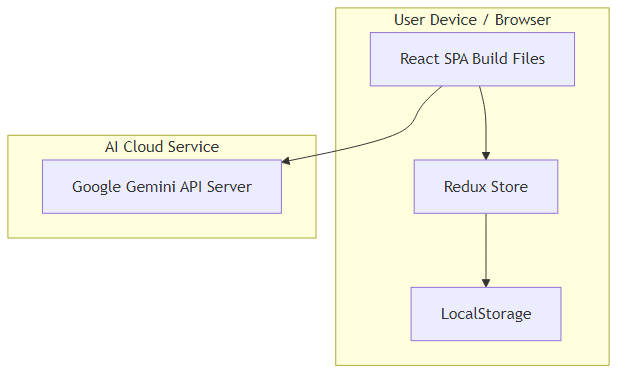 User Device / Browser
React SPA Build Files
AI Cloud Service
Google Gemini API Server
Redux Store
LocalStorage